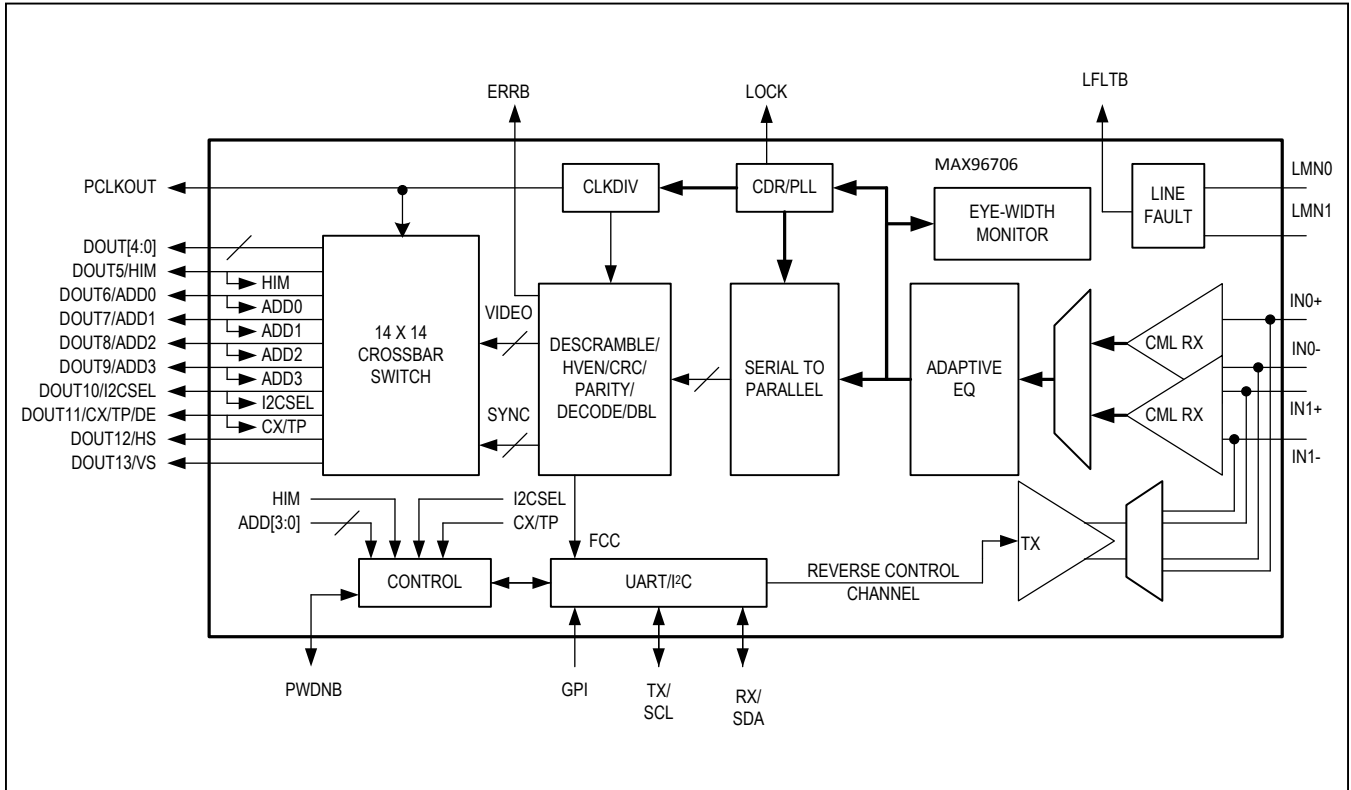 ERRB
LOCK
LFLTB
PCLKOUT
CLKDIV
CDR/PLL
MAX96706
EYE-WIDTH
MONITOR
LINE
FAULT
LMN0
LMN1
DOUT[4:0]
DOUT5/HIM
HIM
DOUT6/ADD0
ADD0
DOUT7/ADD1
ADD1
DOUT8/ADD2
ADD2
DOUT9/ADD3
ADD3
DOUT10/I2CSEL
I2CSEL
DOUT11/CX/TP/DE
CX/TP
DOUT12/HS
DOUT13/VS
14 X 14
CROSSBAR
SWITCH
VIDEO
SYNC
DESCRAMBLE/
HVEN/CRC/
PARITY/
DECODE/DBL
SERIAL TO
PARALLEL
ADAPTIVE
EQ
CML RX
CML RX
IN0+
IN0-
IN1+
IN1-
HIM
ADD[3:0]
I2CSEL
CX/TP
FCC
CONTROL
UART/I²C
REVERSE CONTROL
CHANNEL
TX
PWDNB
GPI
TX/
SCL
RX/
SDA